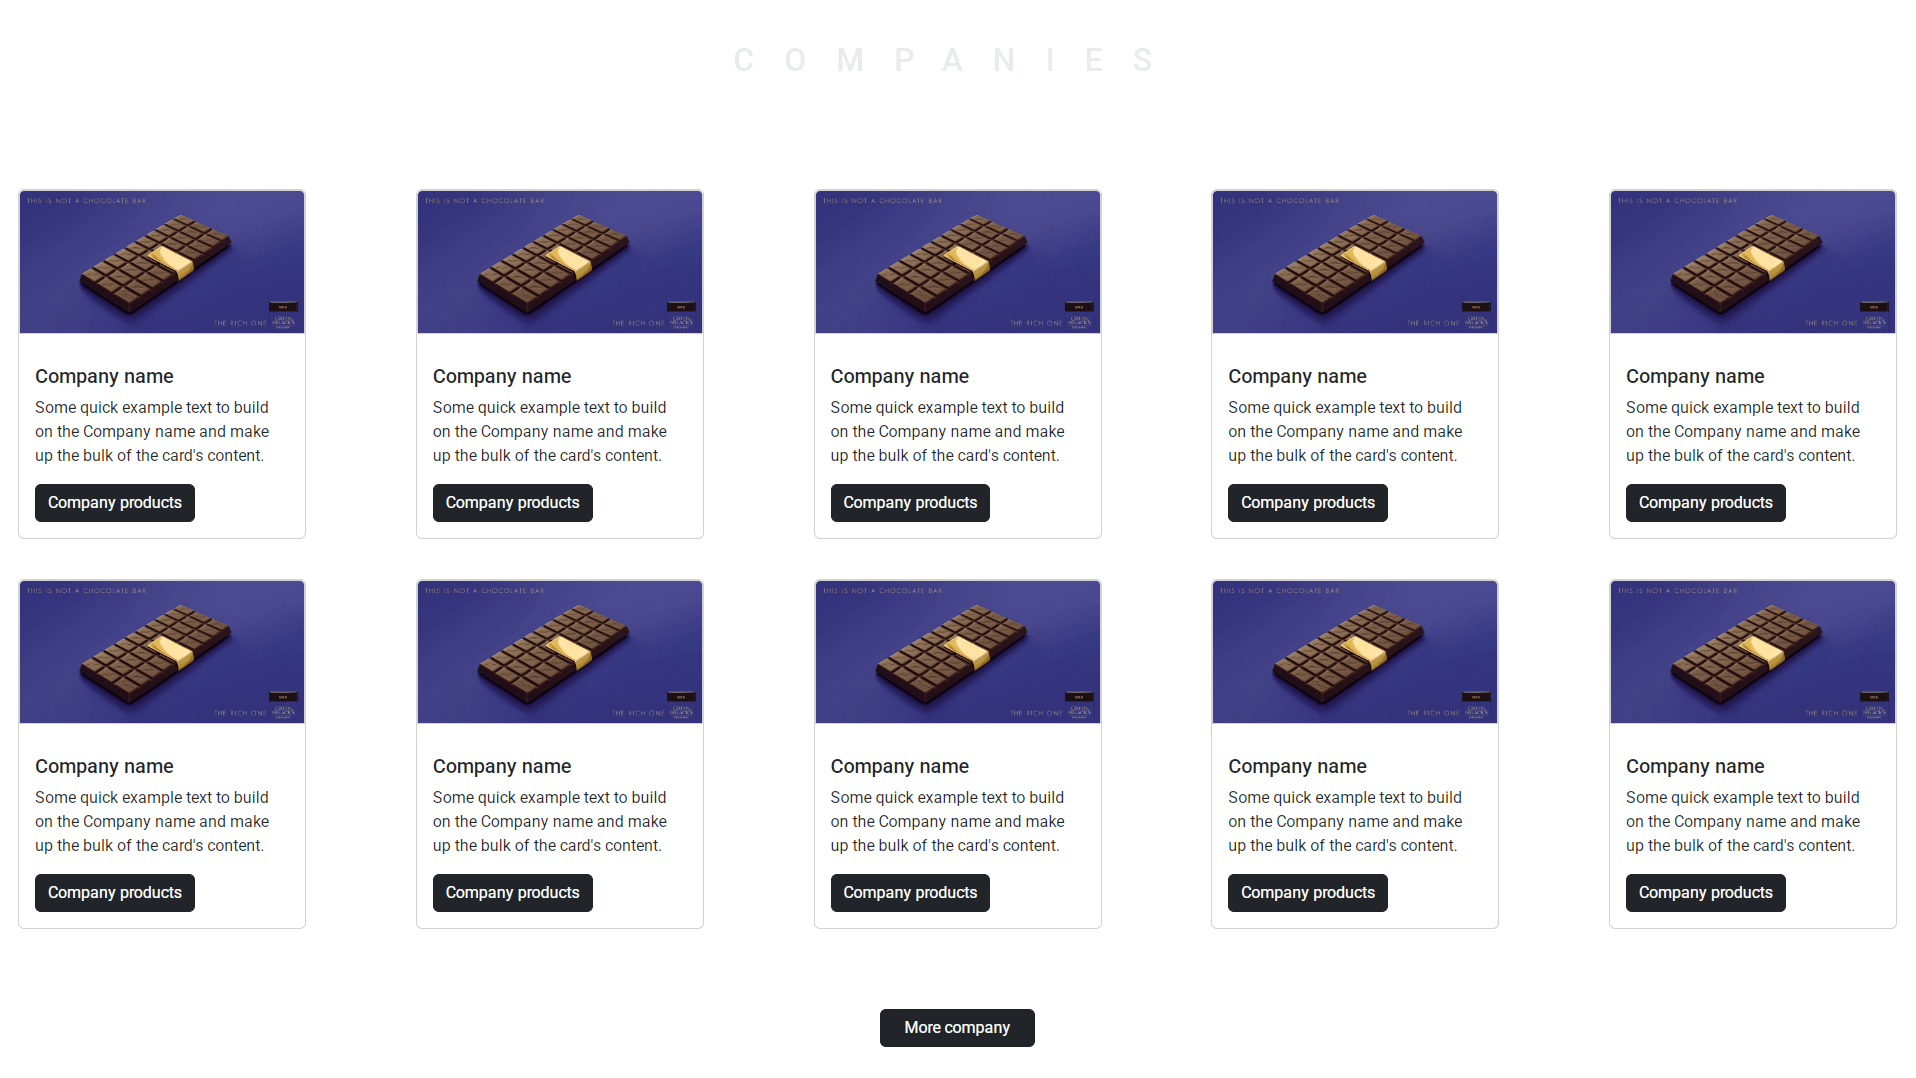 COMPANIES
THIS IS NOT A CHOCOLATE BAR
THIS IS NOT A CHOCOLATE BAR
THIS IS NOT A CHOCOLATE BAR
THIS IS NOT A CHOCOLATE BAR
THIS IS NOT A CHOCOLATE BAR
THE RICH ONE
THE RICH ONE
THE RICH ONE
THE RICH ONE
THE RICH ONE
Company name
Some quick example text to build
on the Company name and make
up the bulk of the card's content.
Company products
Company name
Some quick example text to build
on the Company name and make
up the bulk of the card's content.
Company products
Company name
Some quick example text to build
on the Company name and make
up the bulk of the card's content.
Company products
Company name
Some quick example text to build
on the Company name and make
up the bulk of the card's content.
Company products
Company name
Some quick example text to build
on the Company name and make
up the bulk of the card's content.
Company products
THIS IS NOT A CHOCOLATE BAR
THIS IS NOT A CHOCOLATE BAR
THIS IS NOT A CHOCOLATE BAR
THIS IS NOT A CHOCOLATE BAR
THIS IS NOT A CHOCOLATE BAR
THE RICH ONE
THE RICH ONE
THE RICH ONE
THE RICH ONE
THE RICH ONE
Company name
Some quick example text to build
on the Company name and make
up the bulk of the card's content.
Company products
Company name
Some quick example text to build
on the Company name and make
up the bulk of the card's content.
Company products
Company name
Some quick example text to build
on the Company name and make
up the bulk of the card's content.
Company products
Company name
Some quick example text to build
on the Company name and make
up the bulk of the card's content.
Company products
Company name
Some quick example text to build
on the Company name and make
up the bulk of the card's content.
Company products
More company